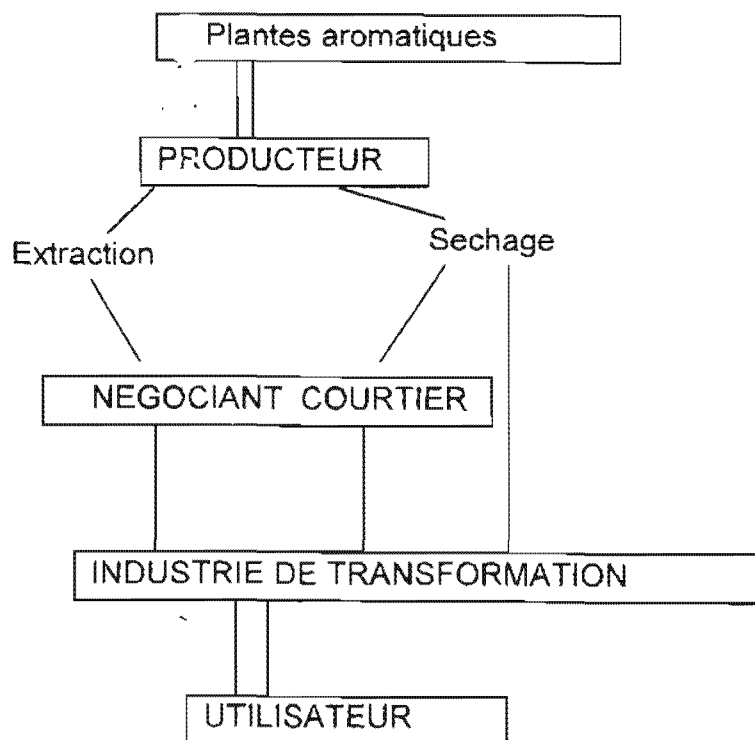 Plantes aromatiques
PRODUCTEUR
Extraction
Sechage
NEGOCIANT COURTIER
INDUSTRIE DE TRANSFORMATION
UTILISATEUR